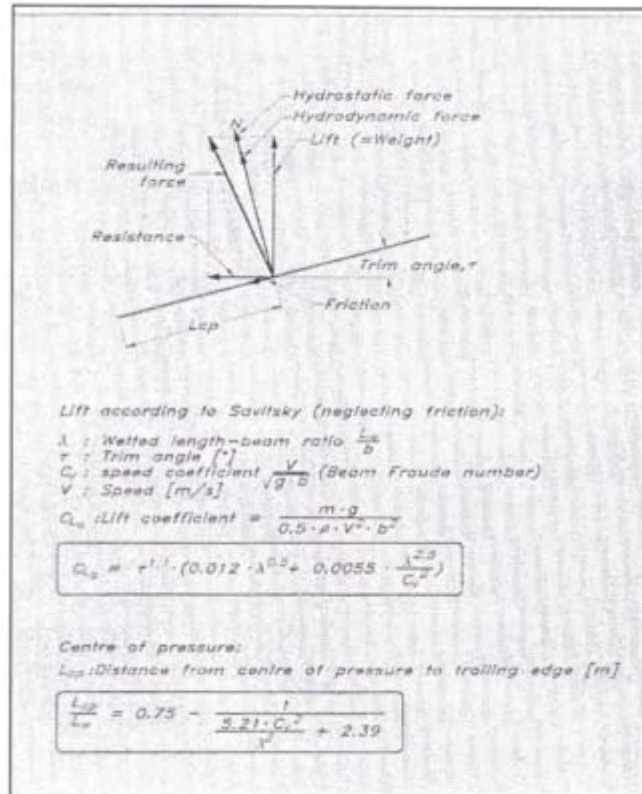 Hydrostatic force
N
Hydrodynamic force
Lift (=Weight)
Resulting
force
Resistance
Trim angle, τ
Friction
Lcp
Lift according to Savitsky (neglecting friction):
λ : Wetted length-beam ratio Lw/b
τ : Trim angle [°]
Cv : speed coefficient V/√(g·b) (Beam Froude number)
V : Speed [m/s]
CLo : Lift coefficient = m·g / (0.5·ρ·V²·b²)
CLo = τ^1.1 · (0.012 · λ^0.5 + 0.0055 · λ^2.5/Cv²)
Centre of pressure:
Lcp : Distance from centre of pressure to trailing edge [m]
Lcp/Lw = 0.75 - 1 / (5.21·Cv²/λ² + 2.39)